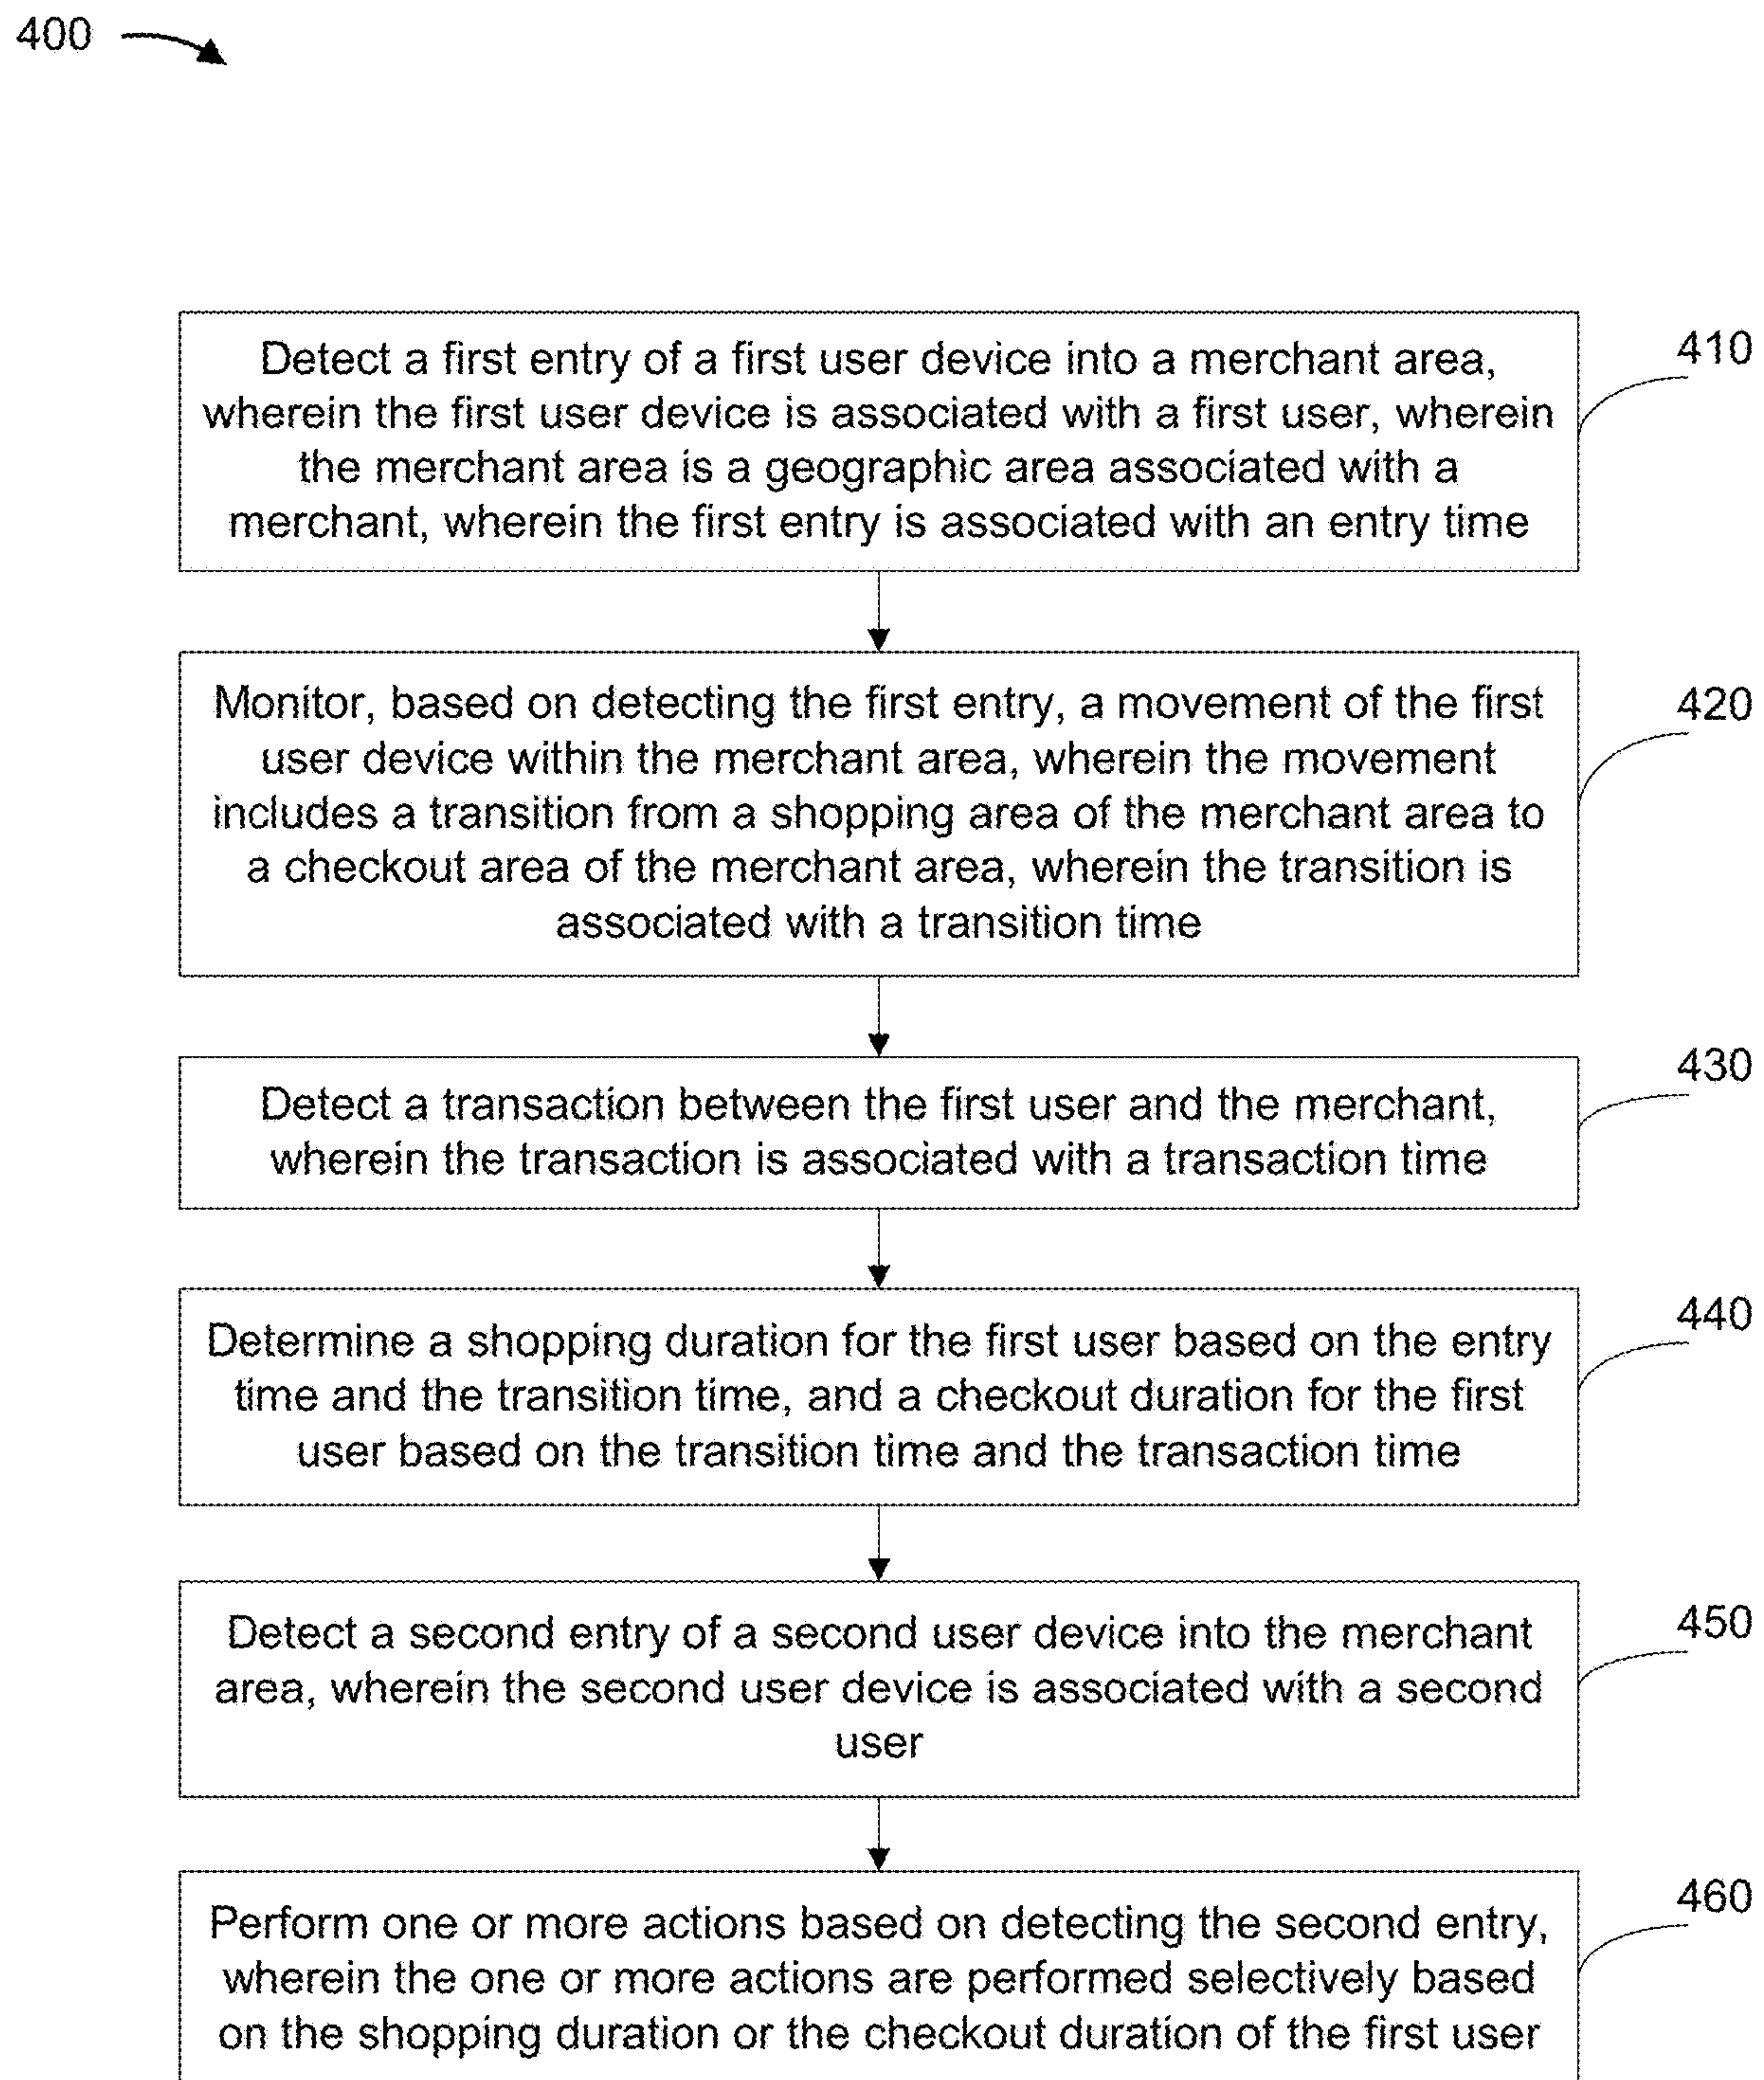 400
Detect a first entry of a first user device into a merchant area,
wherein the first user device is associated with a first user, wherein
the merchant area is a geographic area associated with a
merchant, wherein the first entry is associated with an entry time
410
Monitor, based on detecting the first entry, a movement of the first
user device within the merchant area, wherein the movement
includes a transition from a shopping area of the merchant area to
a checkout area of the merchant area, wherein the transition is
associated with a transition time
420
Detect a transaction between the first user and the merchant,
wherein the transaction is associated with a transaction time
430
Determine a shopping duration for the first user based on the entry
time and the transition time, and a checkout duration for the first
user based on the transition time and the transaction time
440
Detect a second entry of a second user device into the merchant
area, wherein the second user device is associated with a second
user
450
Perform one or more actions based on detecting the second entry,
wherein the one or more actions are performed selectively based
on the shopping duration or the checkout duration of the first user
460